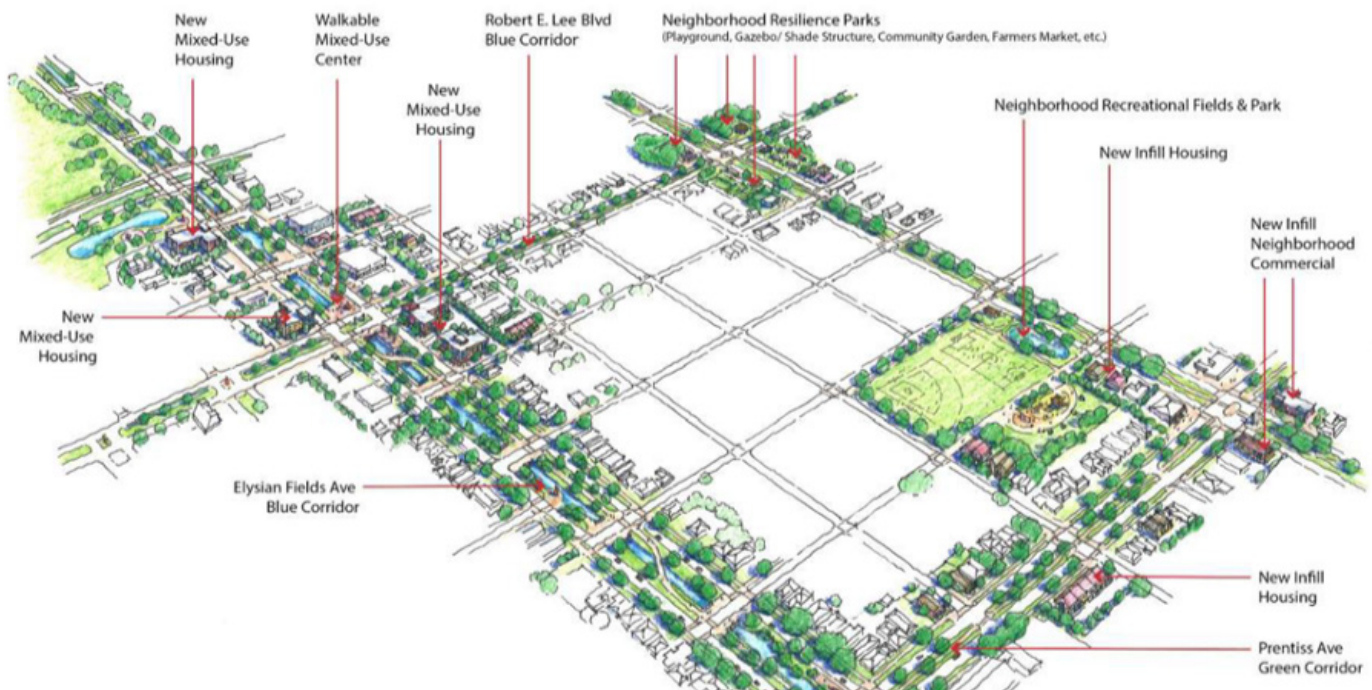 New
Mixed-Use
Housing
Walkable
Mixed-Use
Center
Robert E. Lee Blvd
Blue Corridor
Neighborhood Resilience Parks
(Playground, Gazebo/ Shade Structure, Community Garden, Farmers Market, etc.)
New
Mixed-Use
Housing
Neighborhood Recreational Fields & Park
New Infill Housing
New Infill
Neighborhood
Commercial
New
Mixed-Use
Housing
Elysian Fields Ave
Blue Corridor
New Infill
Housing
Prentiss Ave
Green Corridor